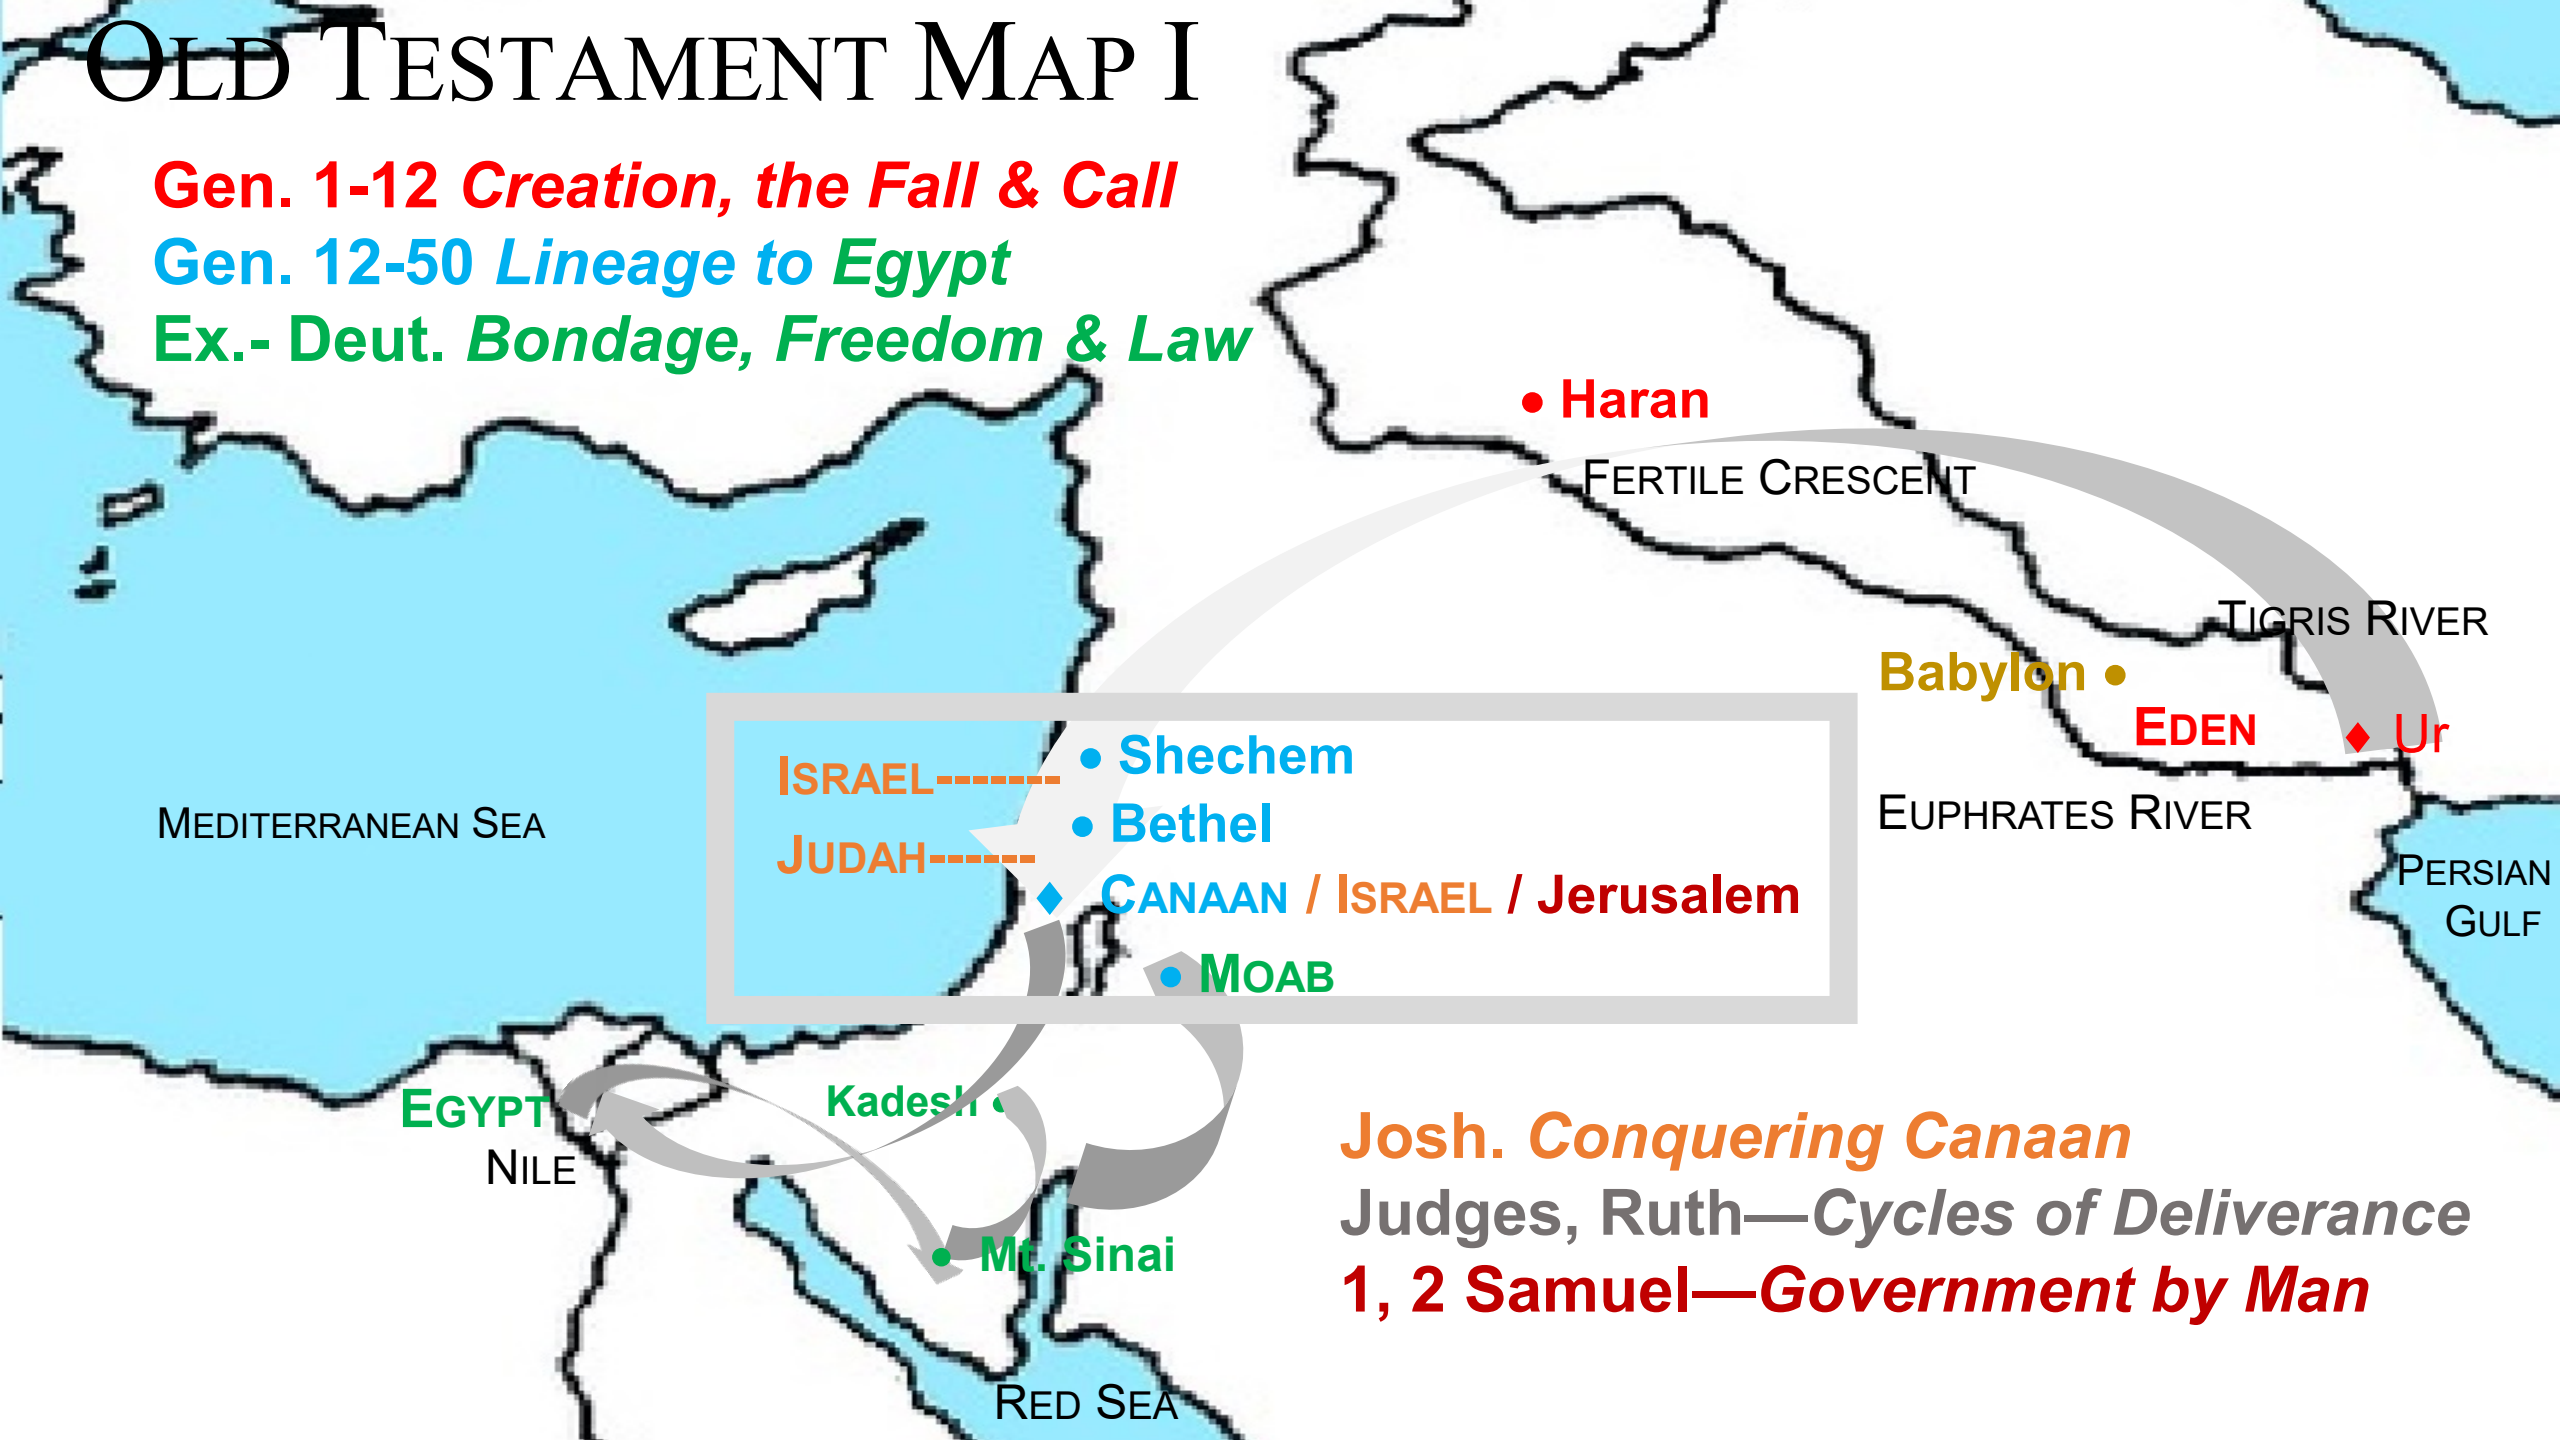 OLD TESTAMENT MAP I
Gen. 1-12 Creation, the Fall & Call
Gen. 12-50 Lineage to Egypt
Ex.- Deut. Bondage, Freedom & Law
• Haran
FERTILE CRESCENT
TIGRIS RIVER
Babylon •
EDEN
♦ Ur
EUPHRATES RIVER
PERSIAN
GULF
MEDITERRANEAN SEA
ISRAEL-------
• Shechem
• Bethel
JUDAH------
♦ CANAAN / ISRAEL / Jerusalem
• MOAB
EGYPT
NILE
Kadesh •
• Mt. Sinai
RED SEA
Josh. Conquering Canaan
Judges, Ruth—Cycles of Deliverance
1, 2 Samuel—Government by Man